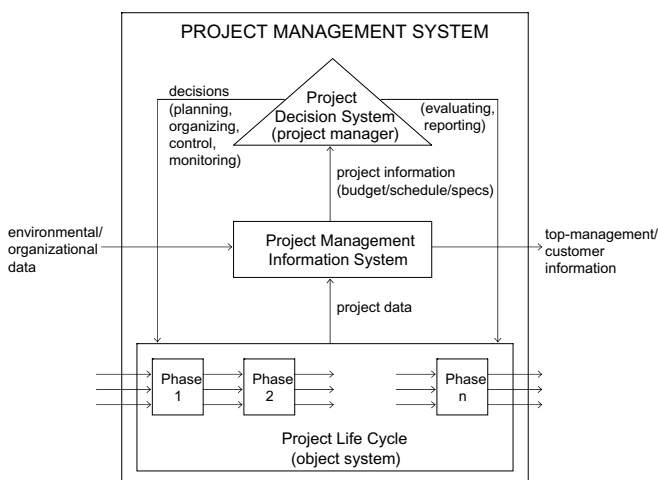 PROJECT MANAGEMENT SYSTEM
decisions
(planning,
organizing,
control,
monitoring)
Project
Decision System
(project manager)
(evaluating,
reporting)
project information
(budget/schedule/specs)
environmental/
organizational
data
Project Management
Information System
top-management/
customer
information
project data
Phase
1
Phase
2
Phase
n
Project Life Cycle
(object system)